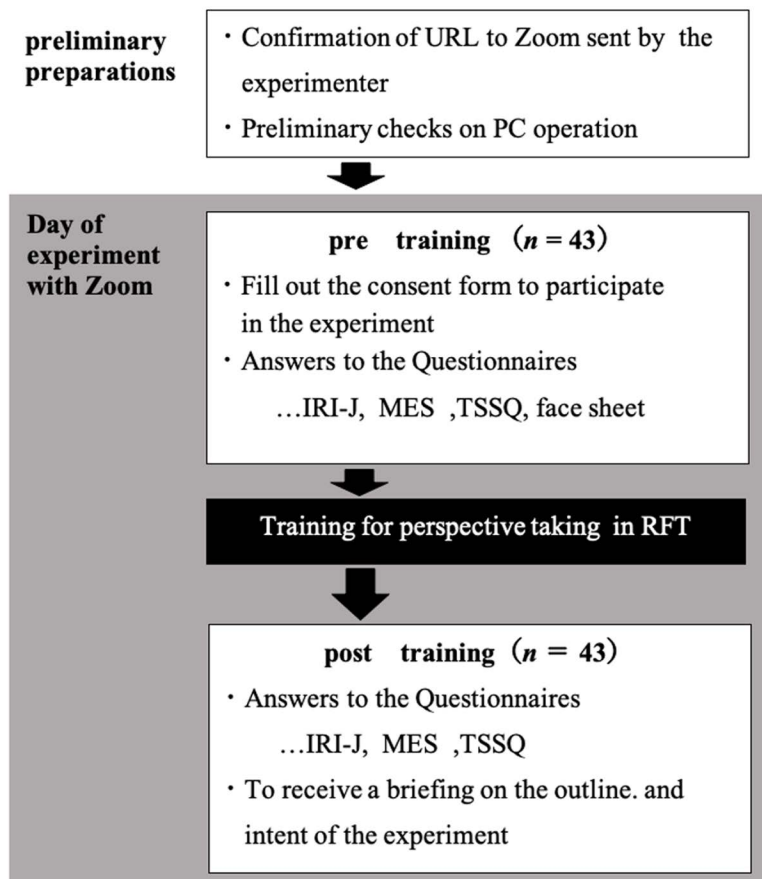 preliminary
preparations
・Confirmation of URL to Zoom sent by the
experimenter
・Preliminary checks on PC operation
Day of
experiment
with Zoom
pre training（n = 43）
・Fill out the consent form to participate
in the experiment
・Answers to the Questionnaires
…IRI-J, MES ,TSSQ, face sheet
Training for perspective taking in RFT
post training（n = 43）
・Answers to the Questionnaires
…IRI-J, MES ,TSSQ
・To receive a briefing on the outline. and
intent of the experiment